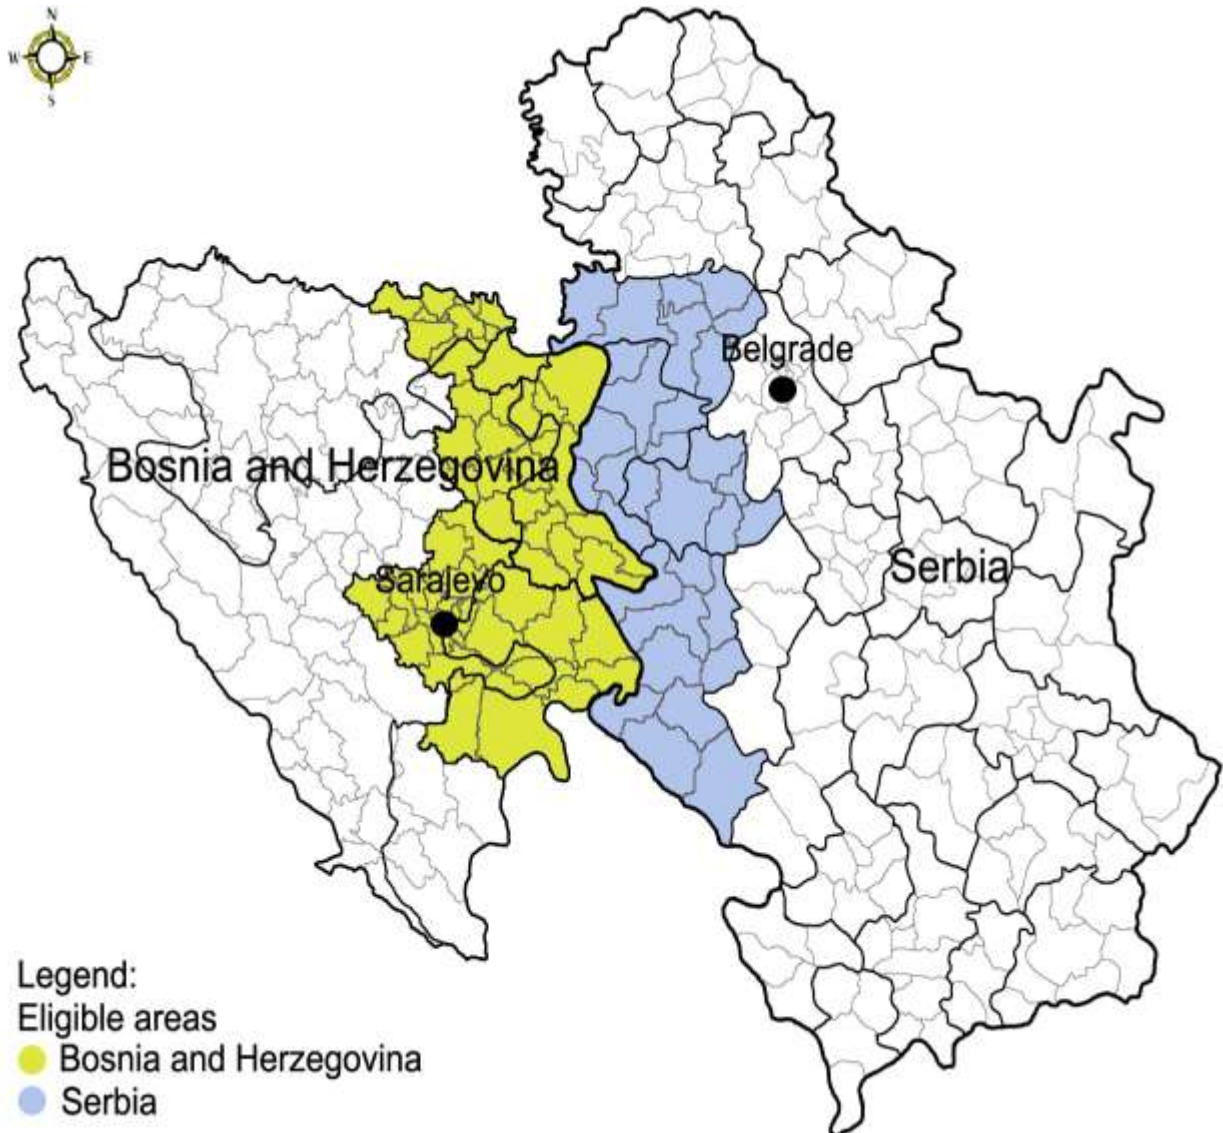 N
W E
S
Belgrade
Bosnia and Herzegovina
Serbia
Sarajevo
Legend:
Eligible areas
Bosnia and Herzegovina
Serbia